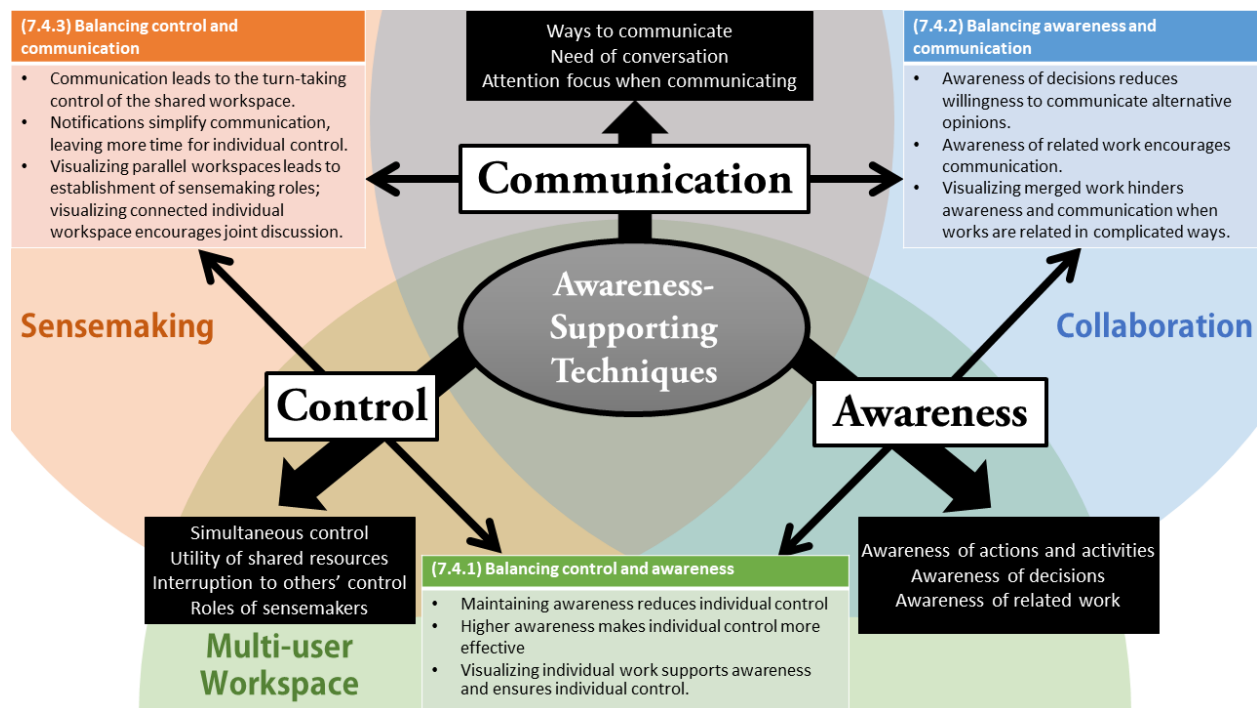 (7.4.3) Balancing control and
communication
• Communication leads to the turn-taking
control of the shared workspace.
• Notifications simplify communication,
leaving more time for individual control.
• Visualizing parallel workspaces leads to
establishment of sensemaking roles;
visualizing connected individual
workspace encourages joint discussion.
Ways to communicate
Need of conversation
Attention focus when communicating
(7.4.2) Balancing awareness and
communication
• Awareness of decisions reduces
willingness to communicate alternative
opinions.
• Awareness of related work encourages
communication.
• Visualizing merged work hinders
awareness and communication when
works are related in complicated ways.
Communication
Awareness-
Supporting
Techniques
Sensemaking
Collaboration
Control
Awareness
Simultaneous control
Utility of shared resources
Interruption to others’ control
Roles of sensemakers
(7.4.1) Balancing control and awareness
• Maintaining awareness reduces individual control
• Higher awareness makes individual control more
effective
• Visualizing individual work supports awareness
and ensures individual control.
Awareness of actions and activities
Awareness of decisions
Awareness of related work
Multi-user
Workspace